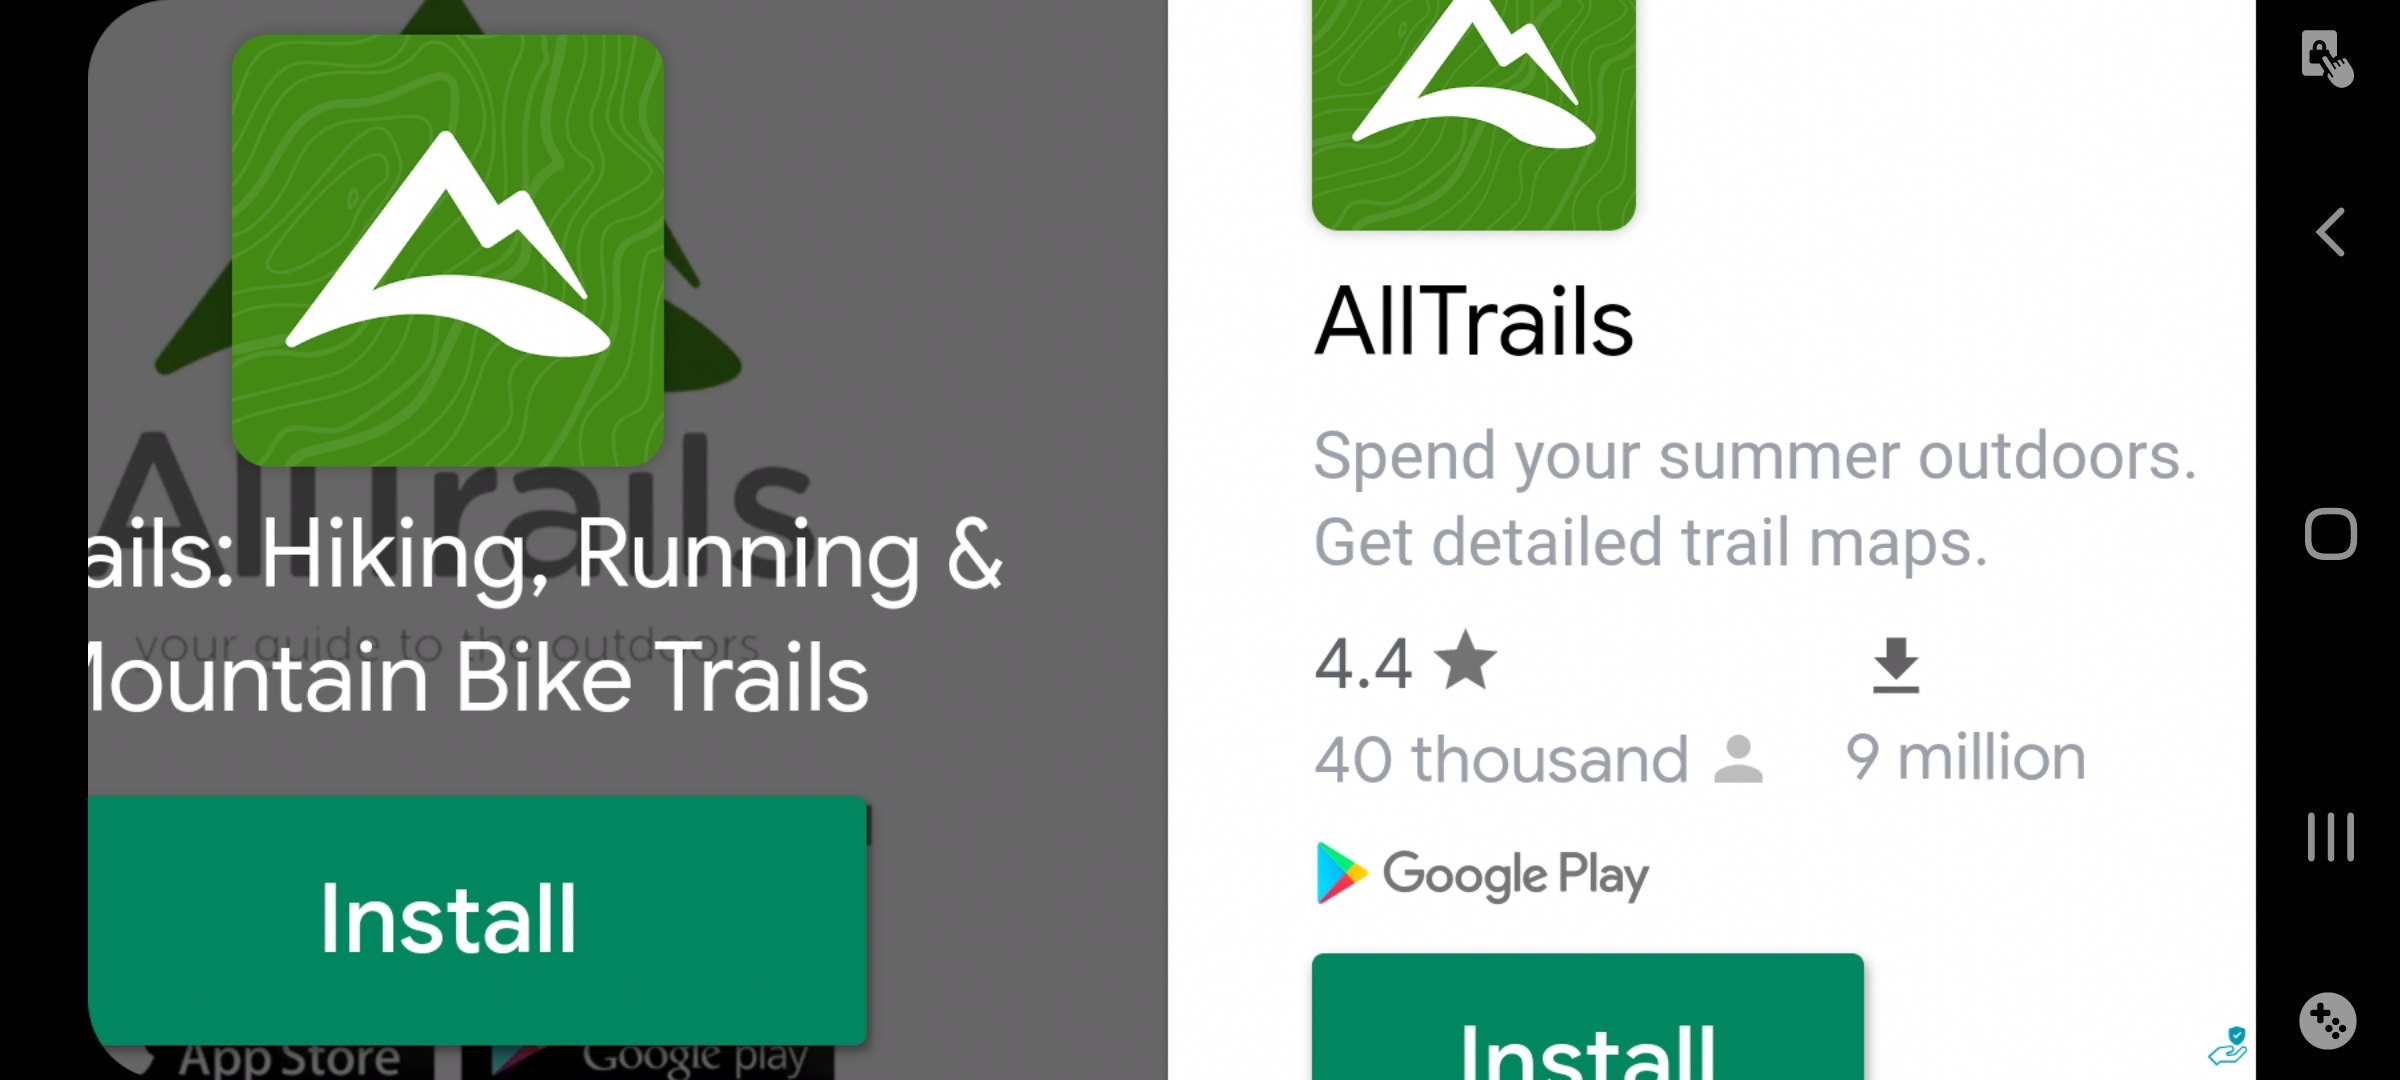 AllTrails
ails: Hiking, Running &
your guide to the outdoors
ountain Bike Trails
Install
App Store
Google play
AllTrails
Spend your summer outdoors.
Get detailed trail maps.
4.4
40 thousand
9 million
Google Play
Install